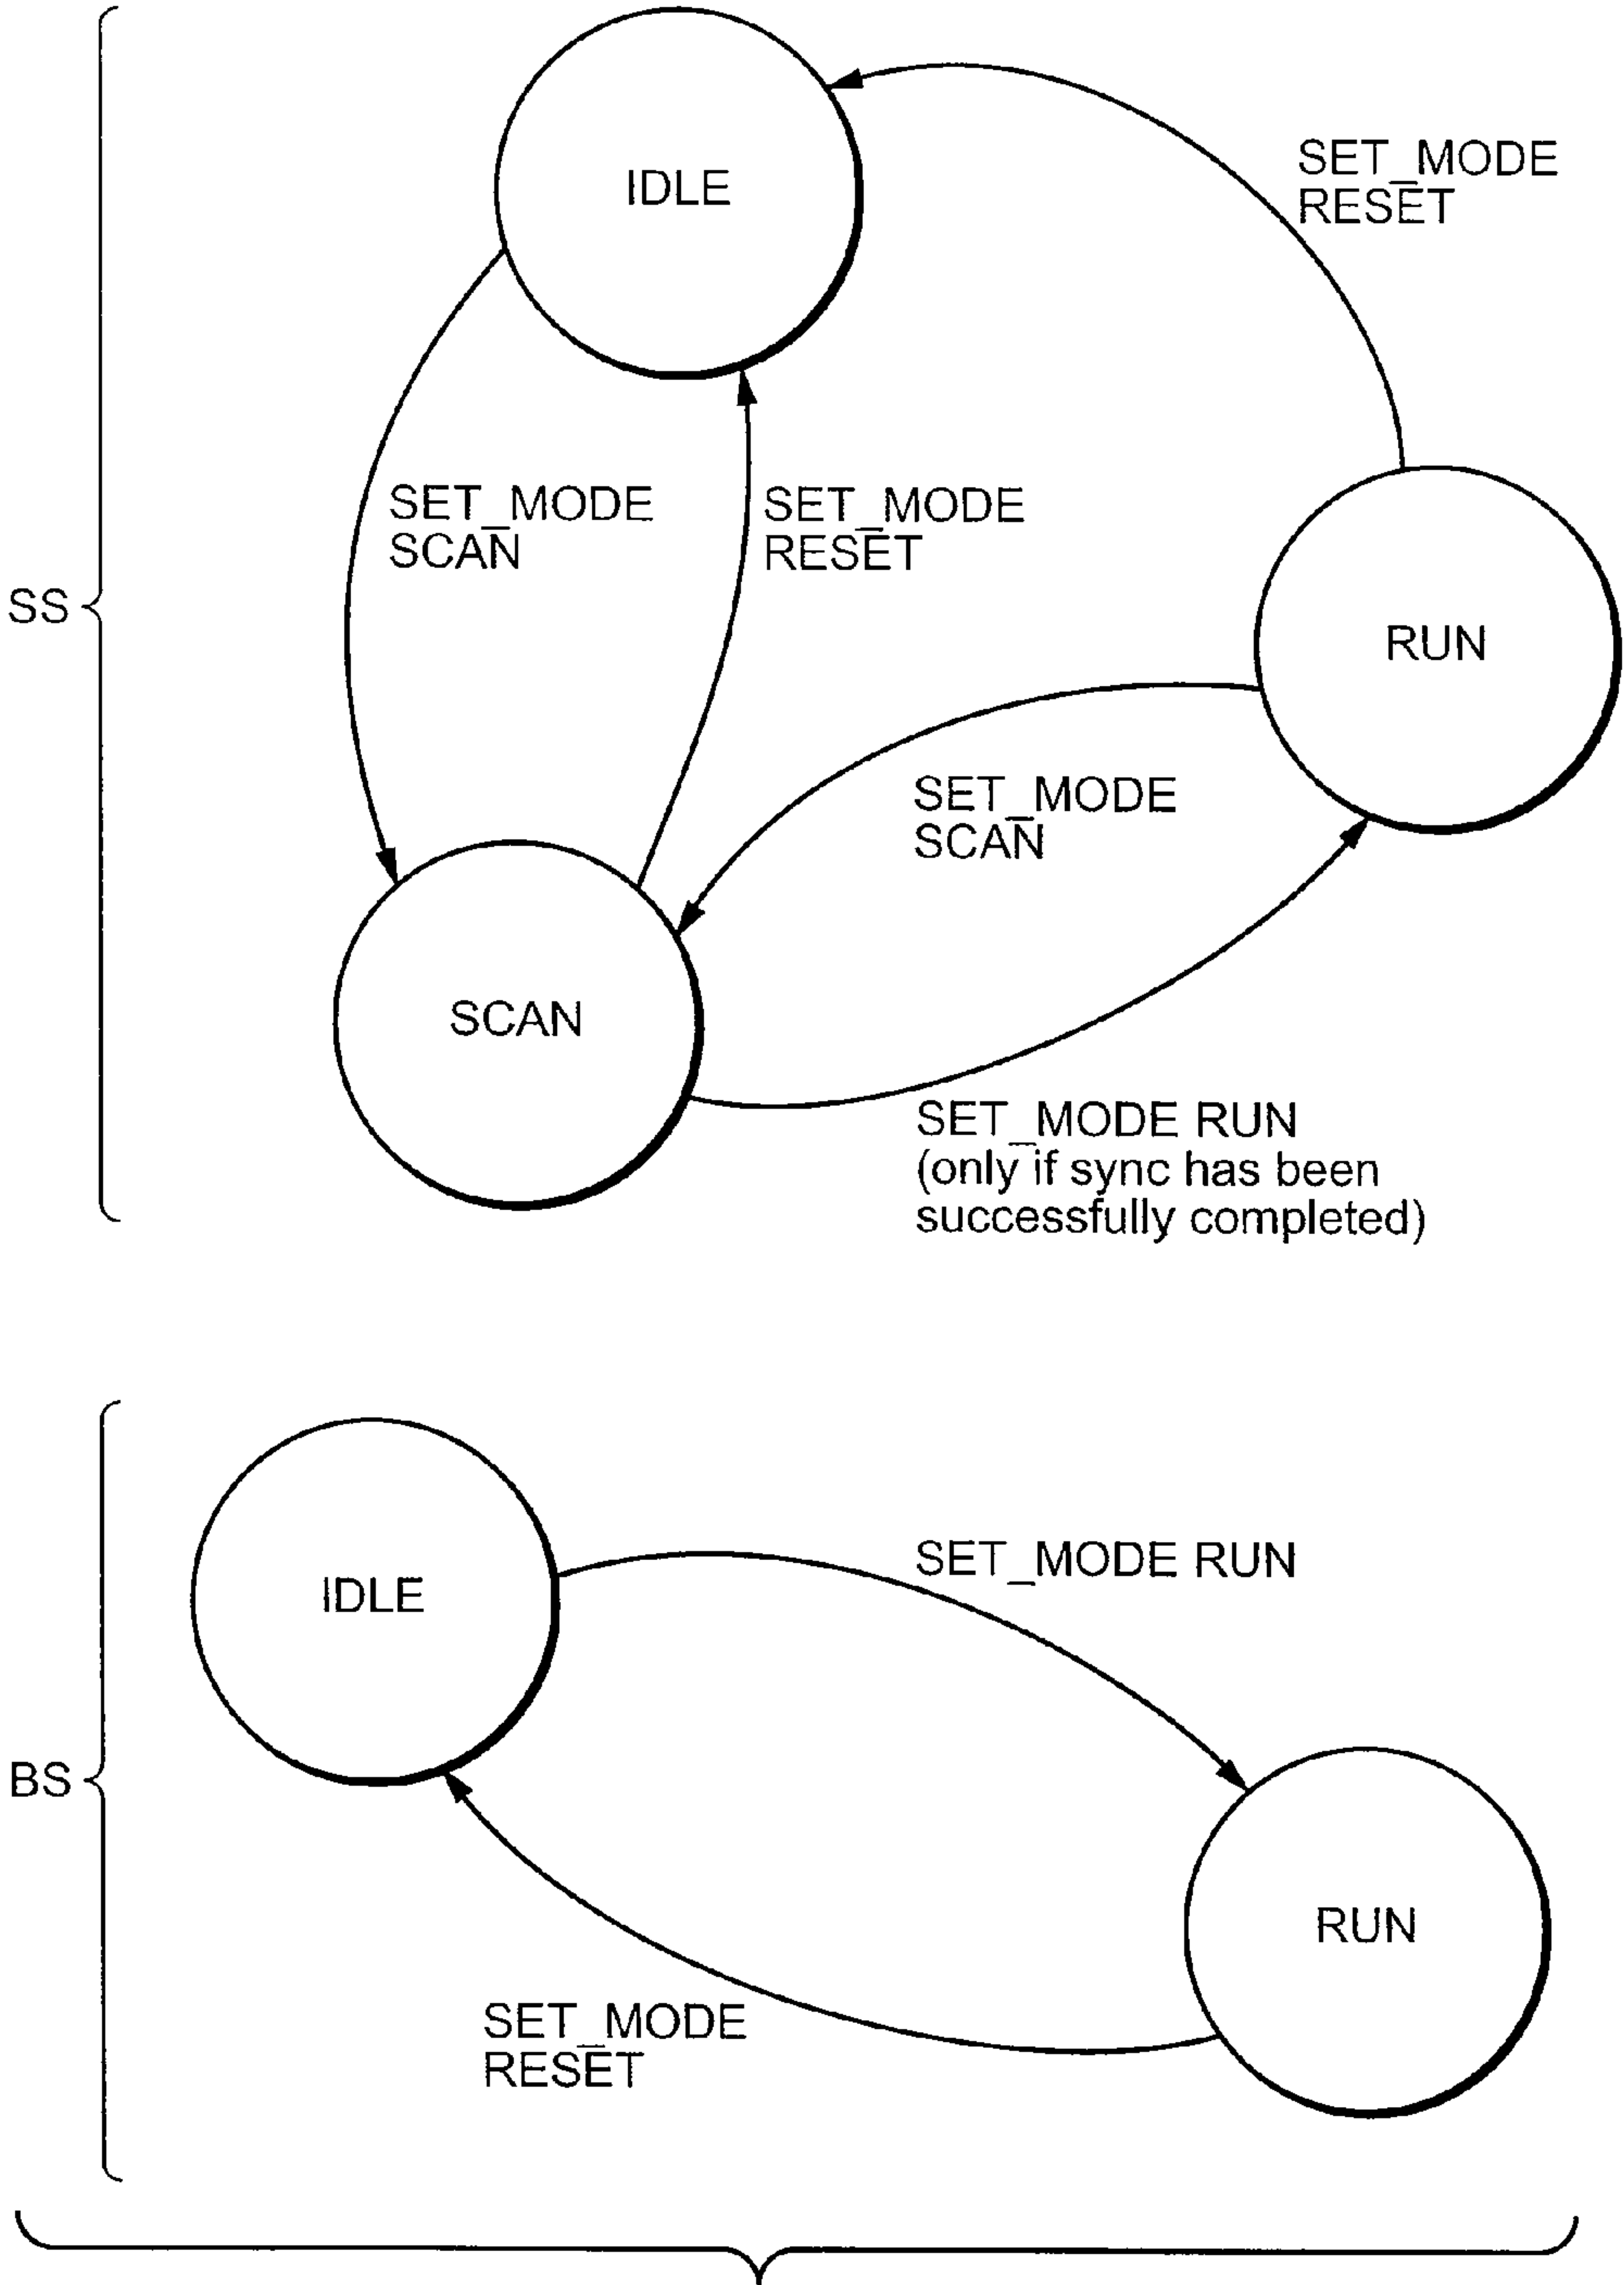 IDLE
SET_MODE
RESET
SET_MODE
SCAN
SET_MODE
RESET
SS
RUN
SET_MODE
SCAN
SCAN
SET_MODE RUN
(only if sync has been
successfully completed)
SET_MODE RUN
IDLE
BS
RUN
SET_MODE
RESET